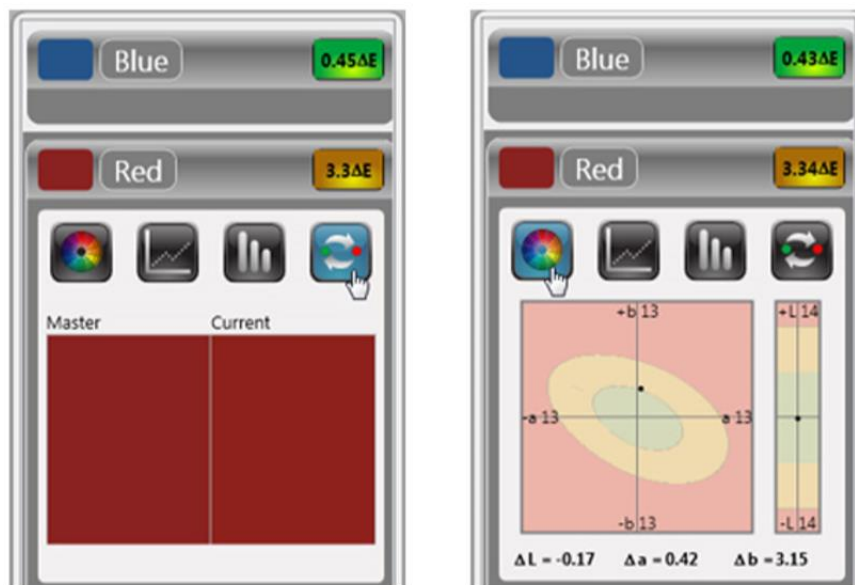 Blue 0.45ΔE
Red 3.3ΔE
Master Current
Blue 0.43ΔE
Red 3.34ΔE
+b 13 +L 14
-a 13 a 13
-b 13 -L 14
ΔL = -0.17 Δa = 0.42 Δb = 3.15